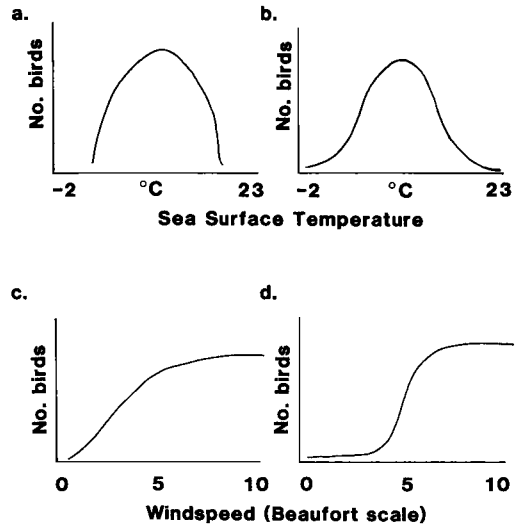 a.
b.
No. birds
No. birds
-2 °C 23
-2 °C 23
Sea Surface Temperature
c.
d.
No. birds
No. birds
0 5 10
0 5 10
Windspeed (Beaufort scale)